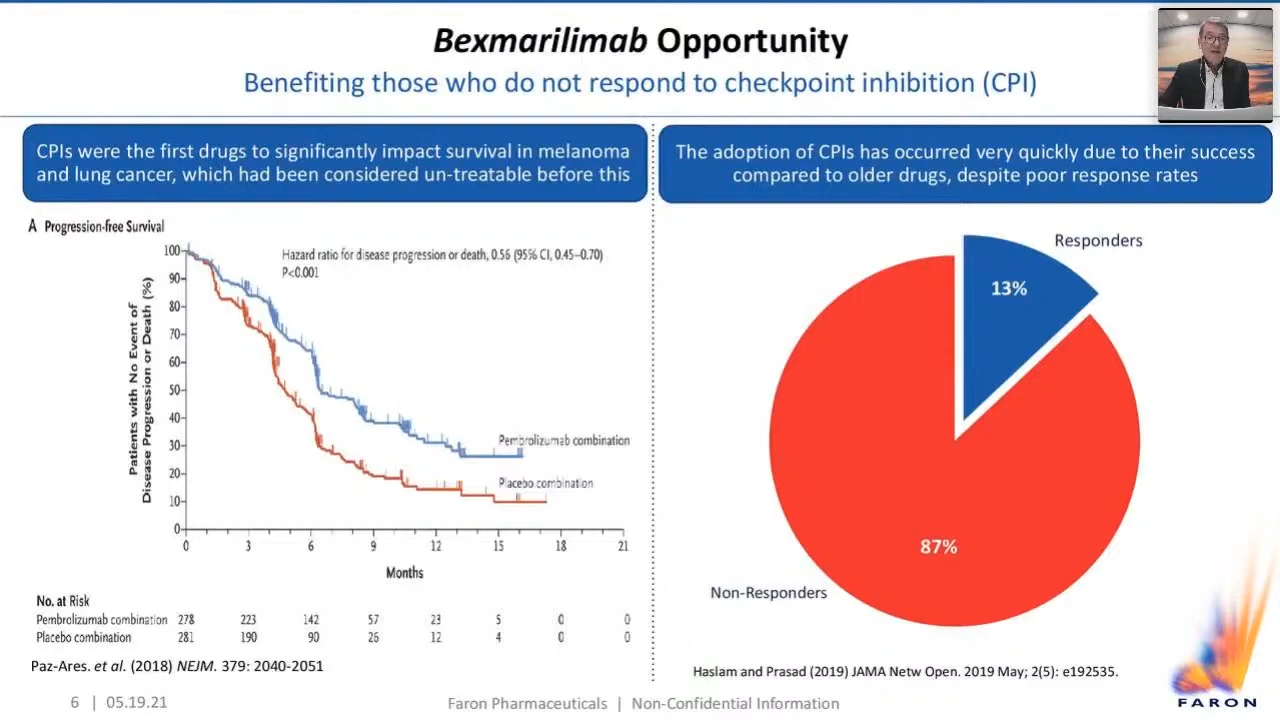 Bexmarilimab Opportunity
Benefiting those who do not respond to checkpoint inhibition (CPI)
CPIs were the first drugs to significantly impact survival in melanoma
and lung cancer, which had been considered un-treatable before this
A Progression-free Survival
Patients with No Event of
Disease Progression or Death (%)
100
90
80
70
60
50
40
30
20
10
0
Hazard ratio for disease progression or death, 0.56 (95% CI, 0.45–0.70)
P<0.001
Pembrolizumab combination
Placebo combination
0 3 6 9 12 15 18 21
Months
No. at Risk
Pembrolizumab combination 278 223 142 57 23 5 0 0
Placebo combination 281 190 90 26 12 4 0 0
Paz-Ares. et al. (2018) NEJM. 379: 2040-2051
The adoption of CPIs has occurred very quickly due to their success
compared to older drugs, despite poor response rates
Responders
13%
87%
Non-Responders
Haslam and Prasad (2019) JAMA Netw Open. 2019 May; 2(5): e192535.
FARON
6 | 05.19.21
Faron Pharmaceuticals | Non-Confidential Information